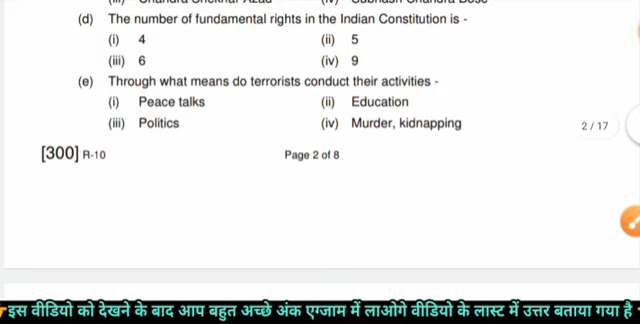 (d) The number of fundamental rights in the Indian Constitution is -
(i) 4 (ii) 5
(iii) 6 (iv) 9
(e) Through what means do terrorists conduct their activities -
(i) Peace talks (ii) Education
(iii) Politics (iv) Murder, kidnapping
2 / 17
[300] R-10 Page 2 of 8
इस वीडियो को देखने के बाद आप बहुत अच्छे अंक एग्जाम में लाओगे वीडियो के लास्ट में उत्तर बताया गया है